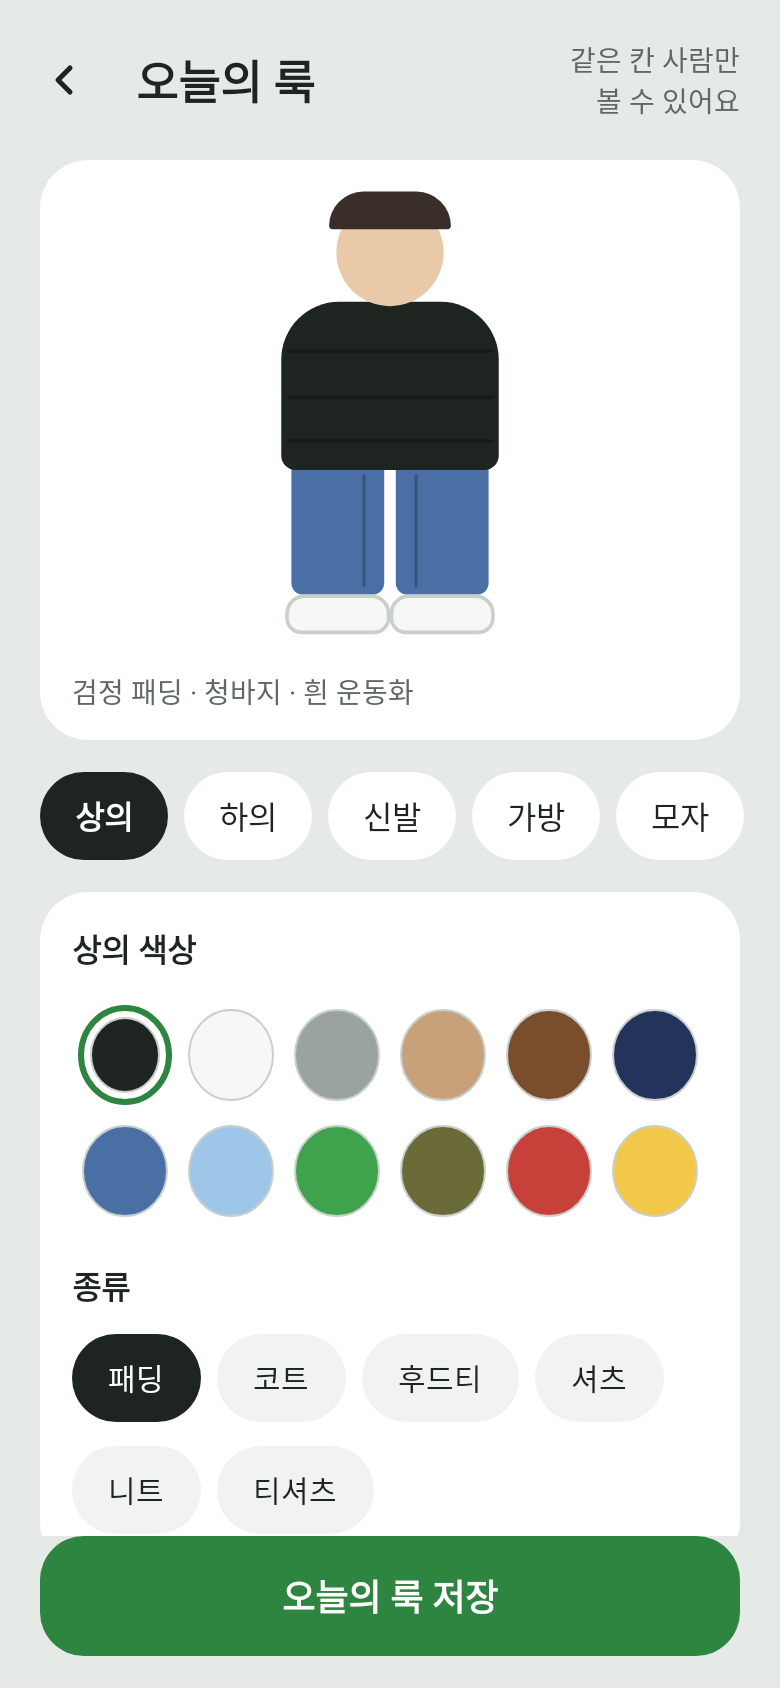 오늘의 룩
같은 칸 사람만
볼 수 있어요
검정 패딩 · 청바지 · 흰 운동화
상의 하의 신발 가방 모자
상의 색상
종류
패딩 코트 후드티 셔츠
니트 티셔츠
오늘의 룩 저장